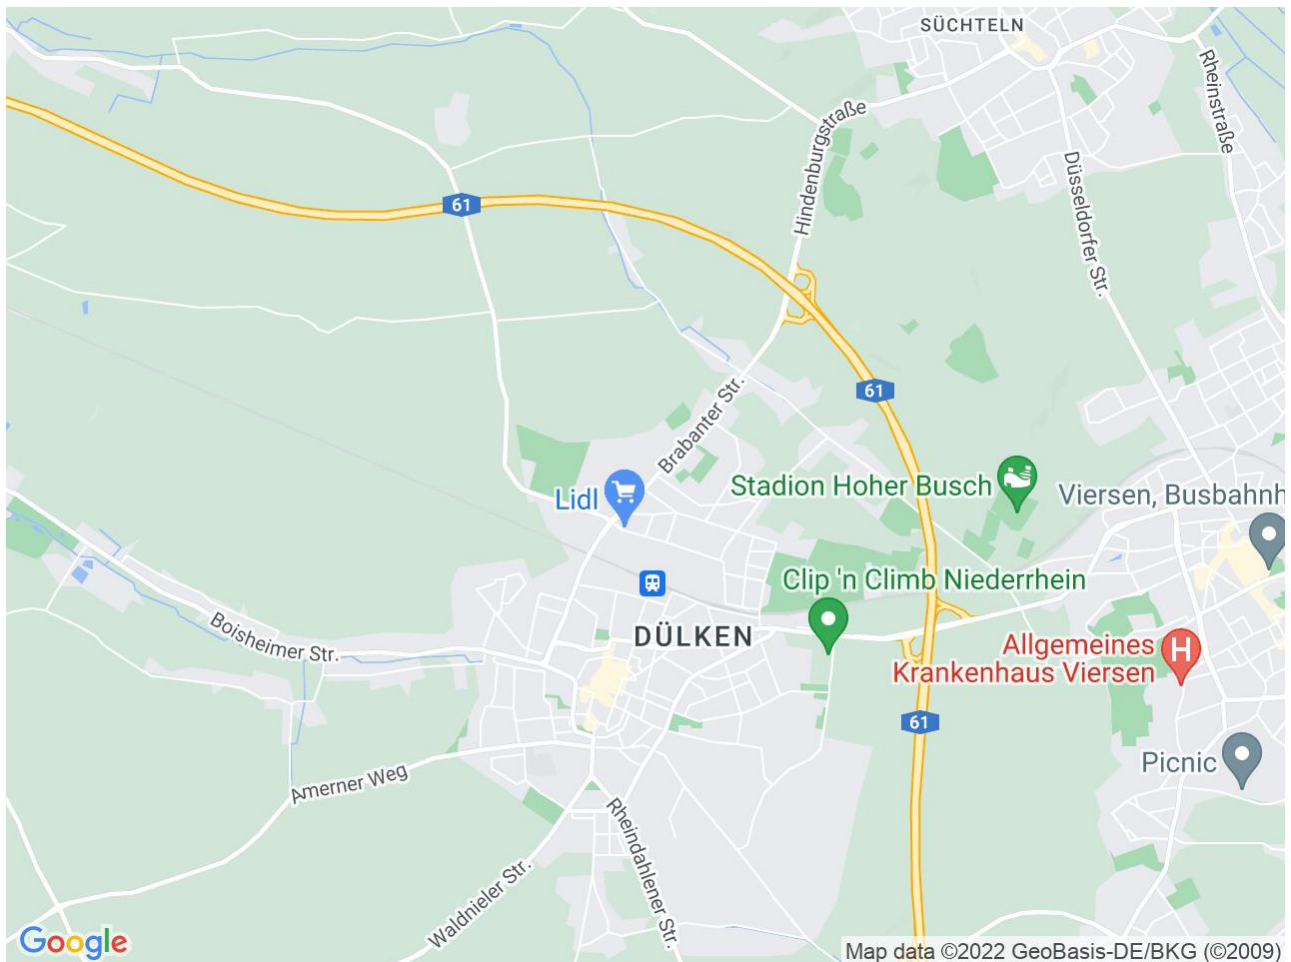 SÜCHTELN
Rheinstraße
Hindenburgstraße
Düsseldorfer Str.
61
61
Brabanter Str.
Lidl
Stadion Hoher Busch
Viersen, Busbahnh
Clip 'n Climb Niederrhein
Boisheimer Str.
DÜLKEN
Allgemeines
Krankenhaus Viersen
H
61
Picnic
Amerner Weg
Rheindahlener Str.
Waldnieler Str.
Google
Map data ©2022 GeoBasis-DE/BKG (©2009)